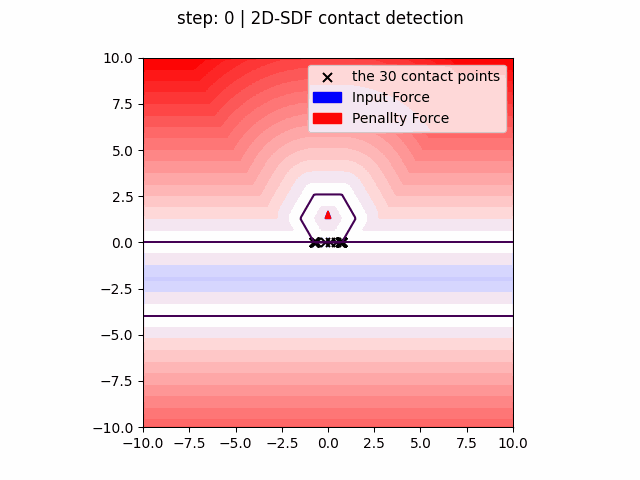 step: 0 | 2D-SDF contact detection
the 30 contact points
Input Force
Penallty Force
10.0
7.5
5.0
2.5
0.0
−2.5
−5.0
−7.5
−10.0
−10.0 −7.5 −5.0 −2.5 0.0 2.5 5.0 7.5 10.0